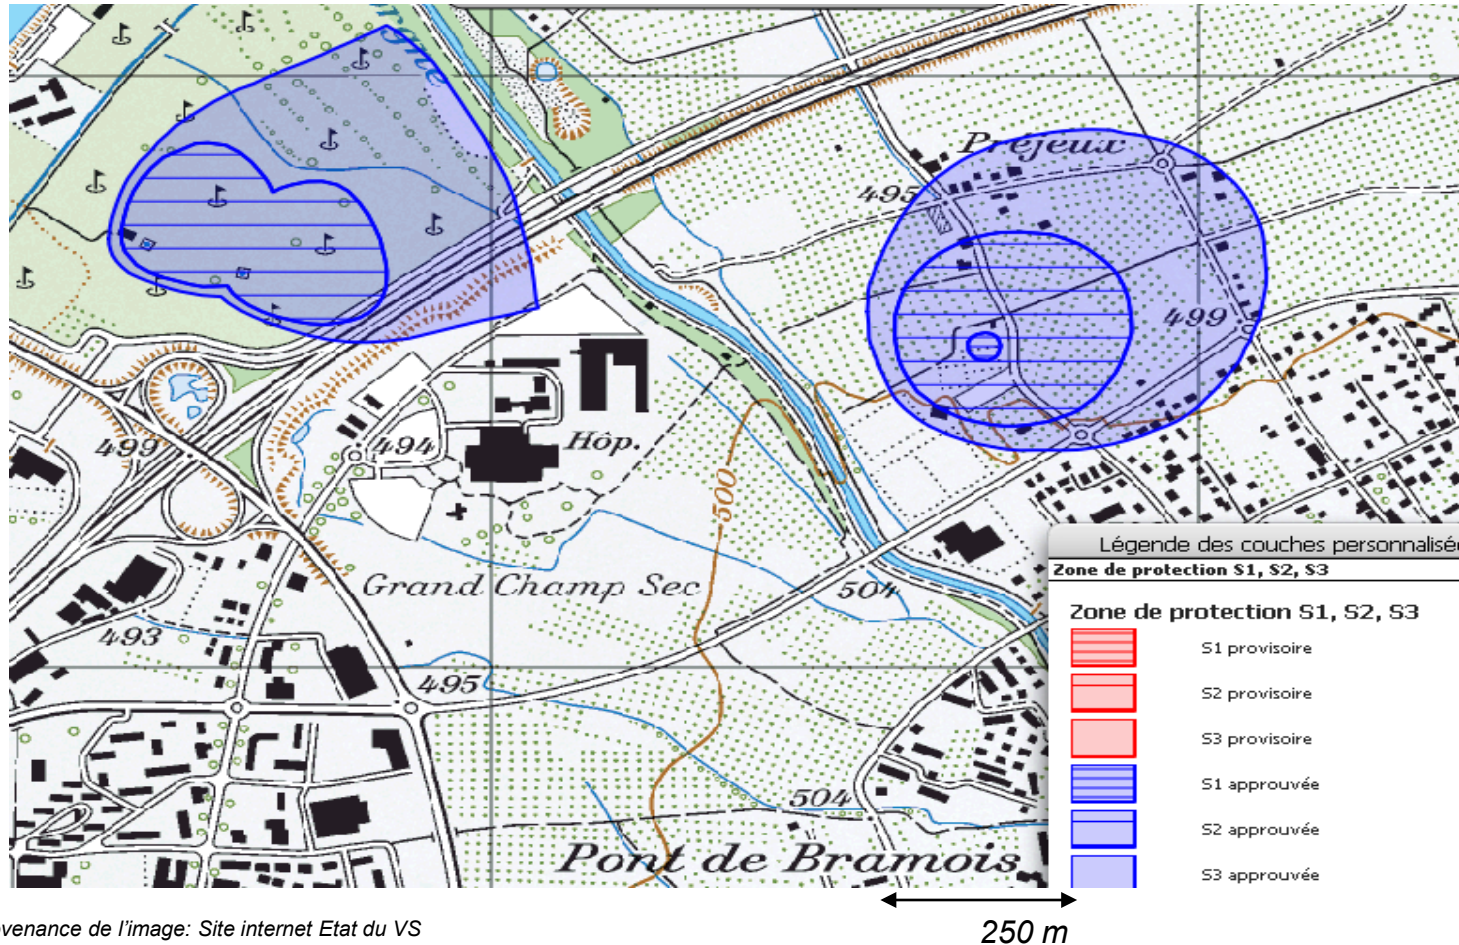 Préjeux
495
499
494
Hôp.
499
500
Grand Champ Sec
504
493
495
504
Pont de Bramois
Légende des couches personnalisé
Zone de protection S1, S2, S3
Zone de protection S1, S2, S3
S1 provisoire
S2 provisoire
S3 provisoire
S1 approuvée
S2 approuvée
S3 approuvée
250 m
venance de l'image: Site internet Etat du VS